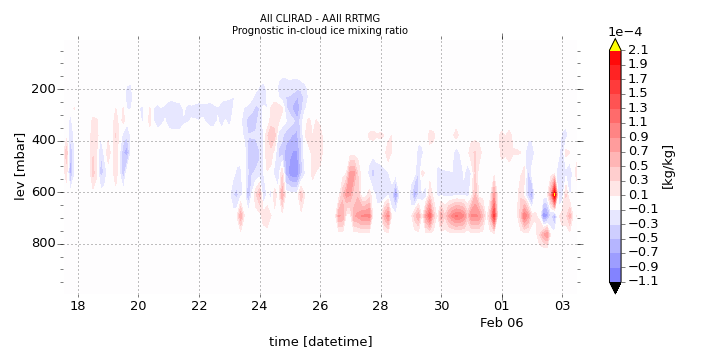 All CLIRAD - AAll RRTMG
Prognostic in-cloud ice mixing ratio
1e−4
2.1
1.9
1.7
1.5
1.3
1.1
0.9
0.7
0.5
0.3
0.1
−0.1
−0.3
−0.5
−0.7
−0.9
−1.1
[kg/kg]
lev [mbar]
200
400
600
800
18 20 22 24 26 28 30 01 03
Feb 06
time [datetime]